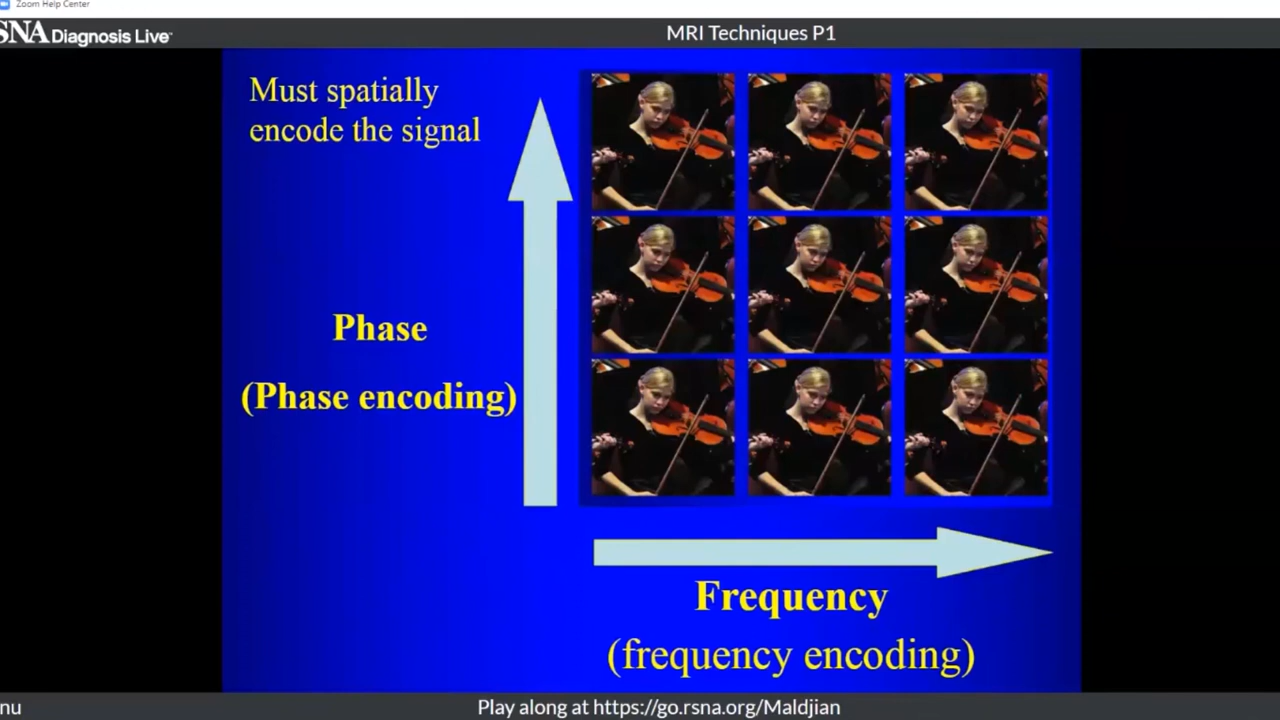 Zoom Help Center
SNA Diagnosis Live™
MRI Techniques P1
Must spatially
encode the signal
Phase
(Phase encoding)
Frequency
(frequency encoding)
nu
Play along at https://go.rsna.org/Maldjian